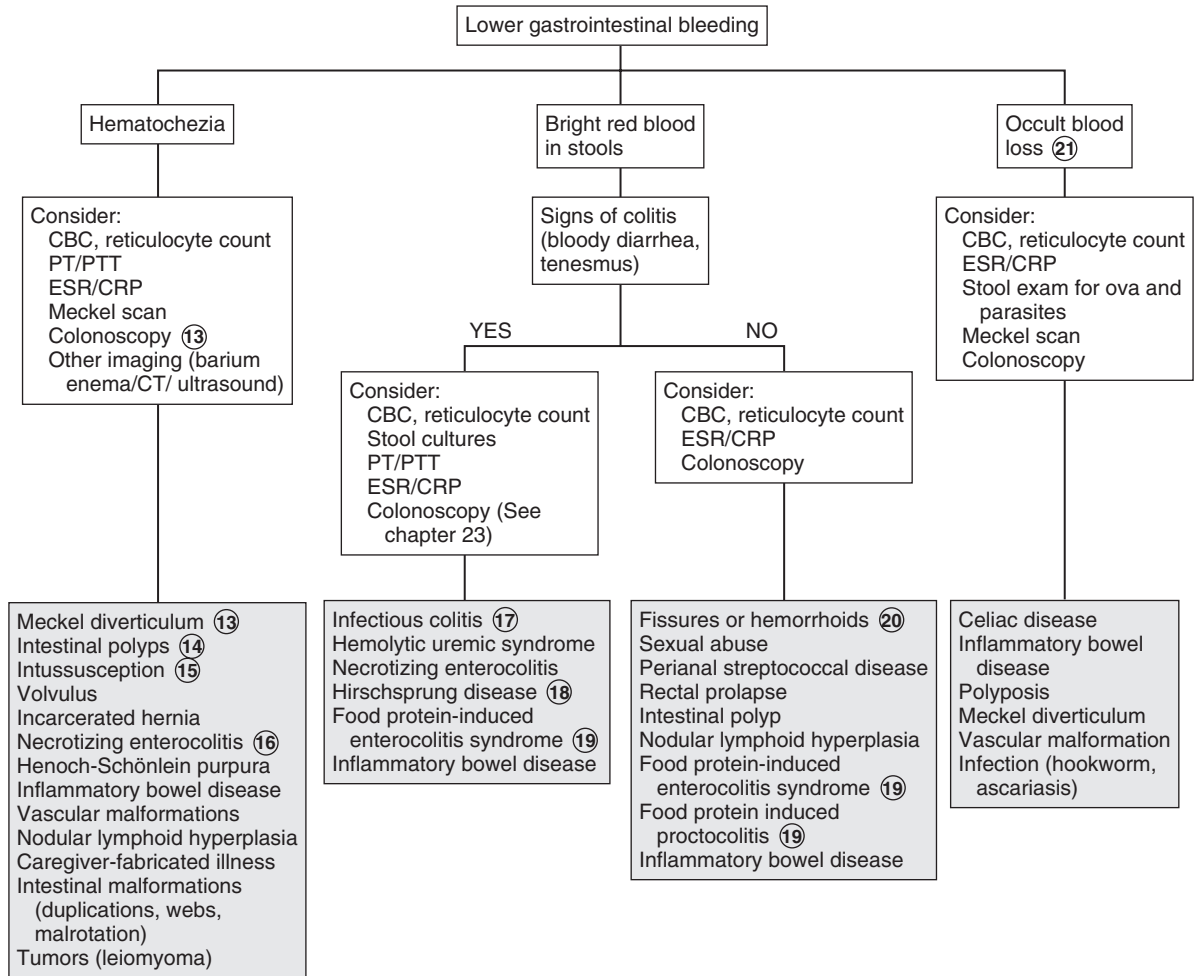 Lower gastrointestinal bleeding
Hematochezia
Bright red blood
in stools
Occult blood
loss 21
Consider:
CBC, reticulocyte count
PT/PTT
ESR/CRP
Meckel scan
Colonoscopy 13
Other imaging (barium
enema/CT/ ultrasound)
Signs of colitis
(bloody diarrhea,
tenesmus)
Consider:
CBC, reticulocyte count
ESR/CRP
Stool exam for ova and
parasites
Meckel scan
Colonoscopy
YES
NO
Consider:
CBC, reticulocyte count
Stool cultures
PT/PTT
ESR/CRP
Colonoscopy (See
chapter 23)
Consider:
CBC, reticulocyte count
ESR/CRP
Colonoscopy
Meckel diverticulum 13
Intestinal polyps 14
Intussusception 15
Volvulus
Incarcerated hernia
Necrotizing enterocolitis 16
Henoch-Schönlein purpura
Inflammatory bowel disease
Vascular malformations
Nodular lymphoid hyperplasia
Caregiver-fabricated illness
Intestinal malformations
(duplications, webs,
malrotation)
Tumors (leiomyoma)
Infectious colitis 17
Hemolytic uremic syndrome
Necrotizing enterocolitis
Hirschsprung disease 18
Food protein-induced
enterocolitis syndrome 19
Inflammatory bowel disease
Fissures or hemorrhoids 20
Sexual abuse
Perianal streptococcal disease
Rectal prolapse
Intestinal polyp
Nodular lymphoid hyperplasia
Food protein-induced
enterocolitis syndrome 19
Food protein induced
proctocolitis 19
Inflammatory bowel disease
Celiac disease
Inflammatory bowel
disease
Polyposis
Meckel diverticulum
Vascular malformation
Infection (hookworm,
ascariasis)